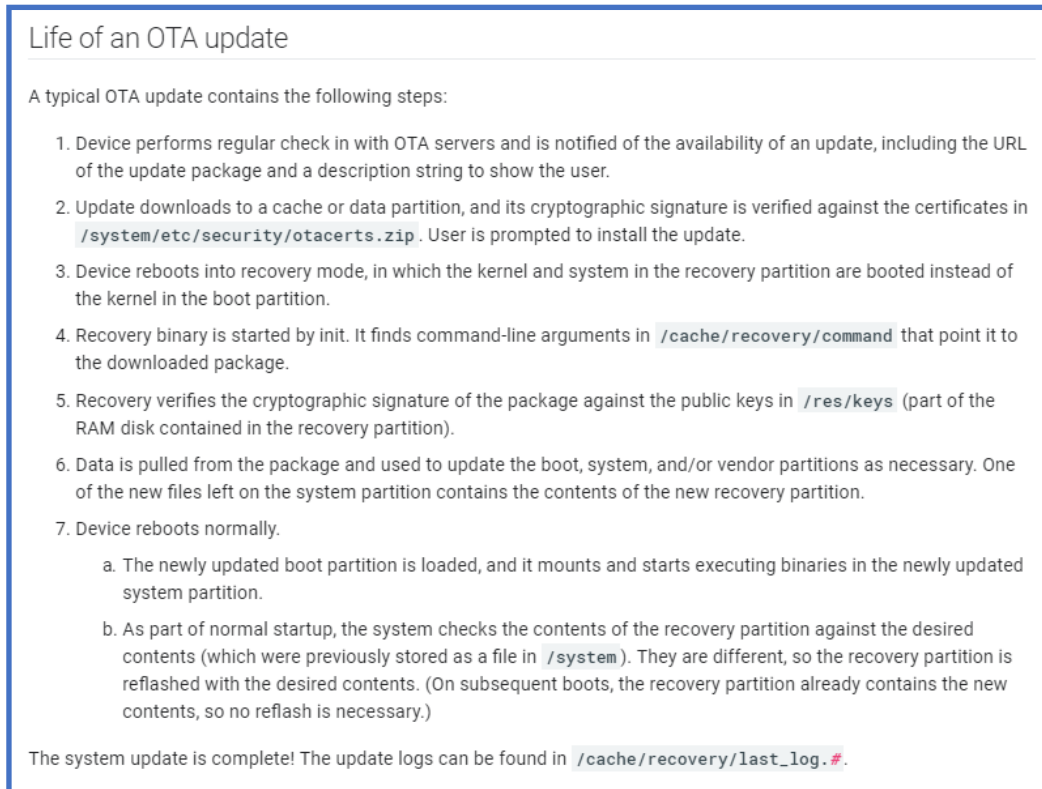 Life of an OTA update
A typical OTA update contains the following steps:
1. Device performs regular check in with OTA servers and is notified of the availability of an update, including the URL
of the update package and a description string to show the user.
2. Update downloads to a cache or data partition, and its cryptographic signature is verified against the certificates in
/system/etc/security/otacerts.zip . User is prompted to install the update.
3. Device reboots into recovery mode, in which the kernel and system in the recovery partition are booted instead of
the kernel in the boot partition.
4. Recovery binary is started by init. It finds command-line arguments in /cache/recovery/command that point it to
the downloaded package.
5. Recovery verifies the cryptographic signature of the package against the public keys in /res/keys (part of the
RAM disk contained in the recovery partition).
6. Data is pulled from the package and used to update the boot, system, and/or vendor partitions as necessary. One
of the new files left on the system partition contains the contents of the new recovery partition.
7. Device reboots normally.
a. The newly updated boot partition is loaded, and it mounts and starts executing binaries in the newly updated
system partition.
b. As part of normal startup, the system checks the contents of the recovery partition against the desired
contents (which were previously stored as a file in /system ). They are different, so the recovery partition is
reflashed with the desired contents. (On subsequent boots, the recovery partition already contains the new
contents, so no reflash is necessary.)
The system update is complete! The update logs can be found in /cache/recovery/last_log.# .